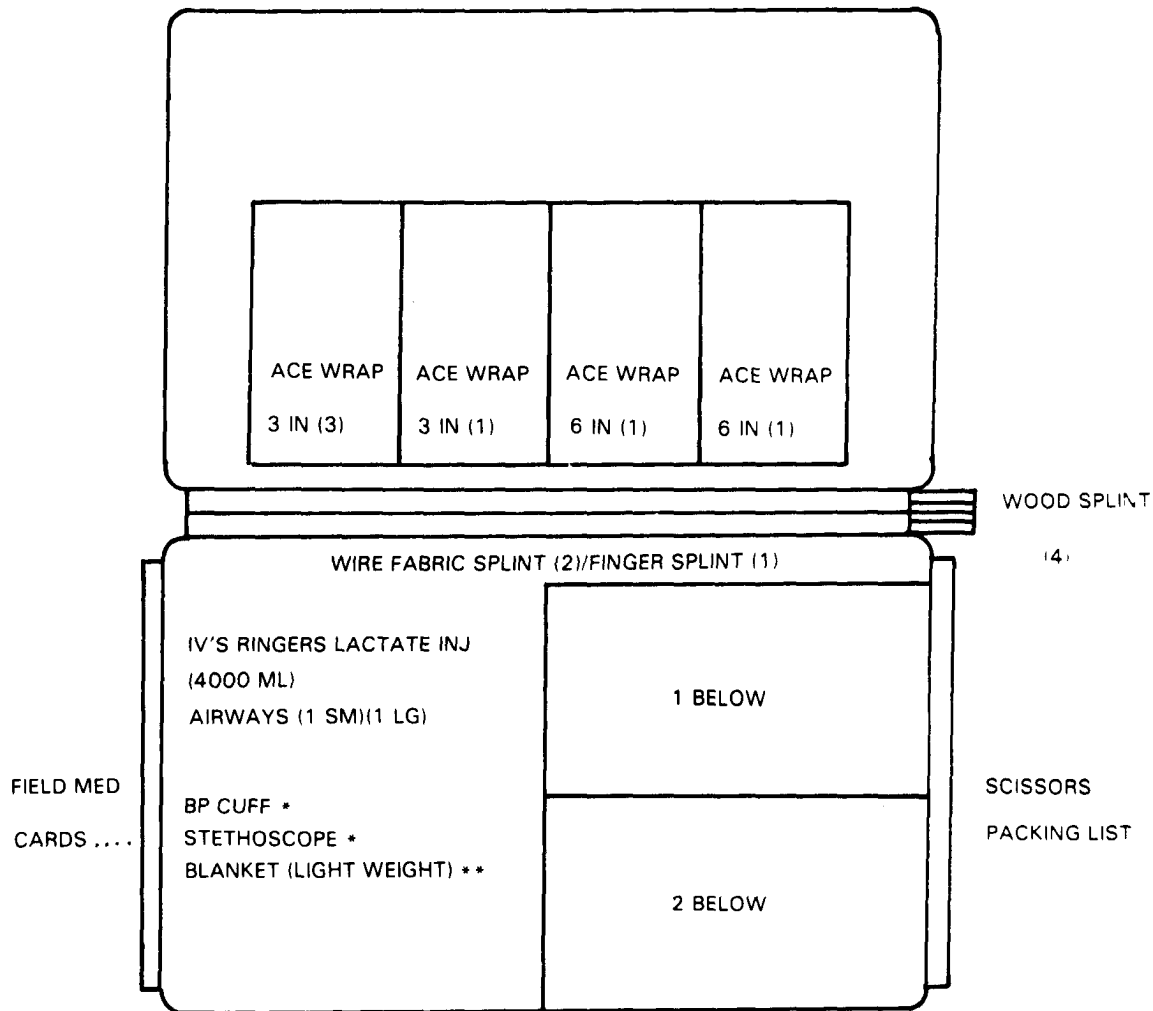 ACE WRAP
3 IN (3)
ACE WRAP
3 IN (1)
ACE WRAP
6 IN (1)
ACE WRAP
6 IN (1)
WOOD SPLINT
(4)
WIRE FABRIC SPLINT (2)/FINGER SPLINT (1)
IV'S RINGERS LACTATE INJ
(4000 ML)
AIRWAYS (1 SM)(1 LG)
BP CUFF *
STETHOSCOPE *
BLANKET (LIGHT WEIGHT) **
1 BELOW
2 BELOW
FIELD MED
CARDS ....
SCISSORS
PACKING LIST